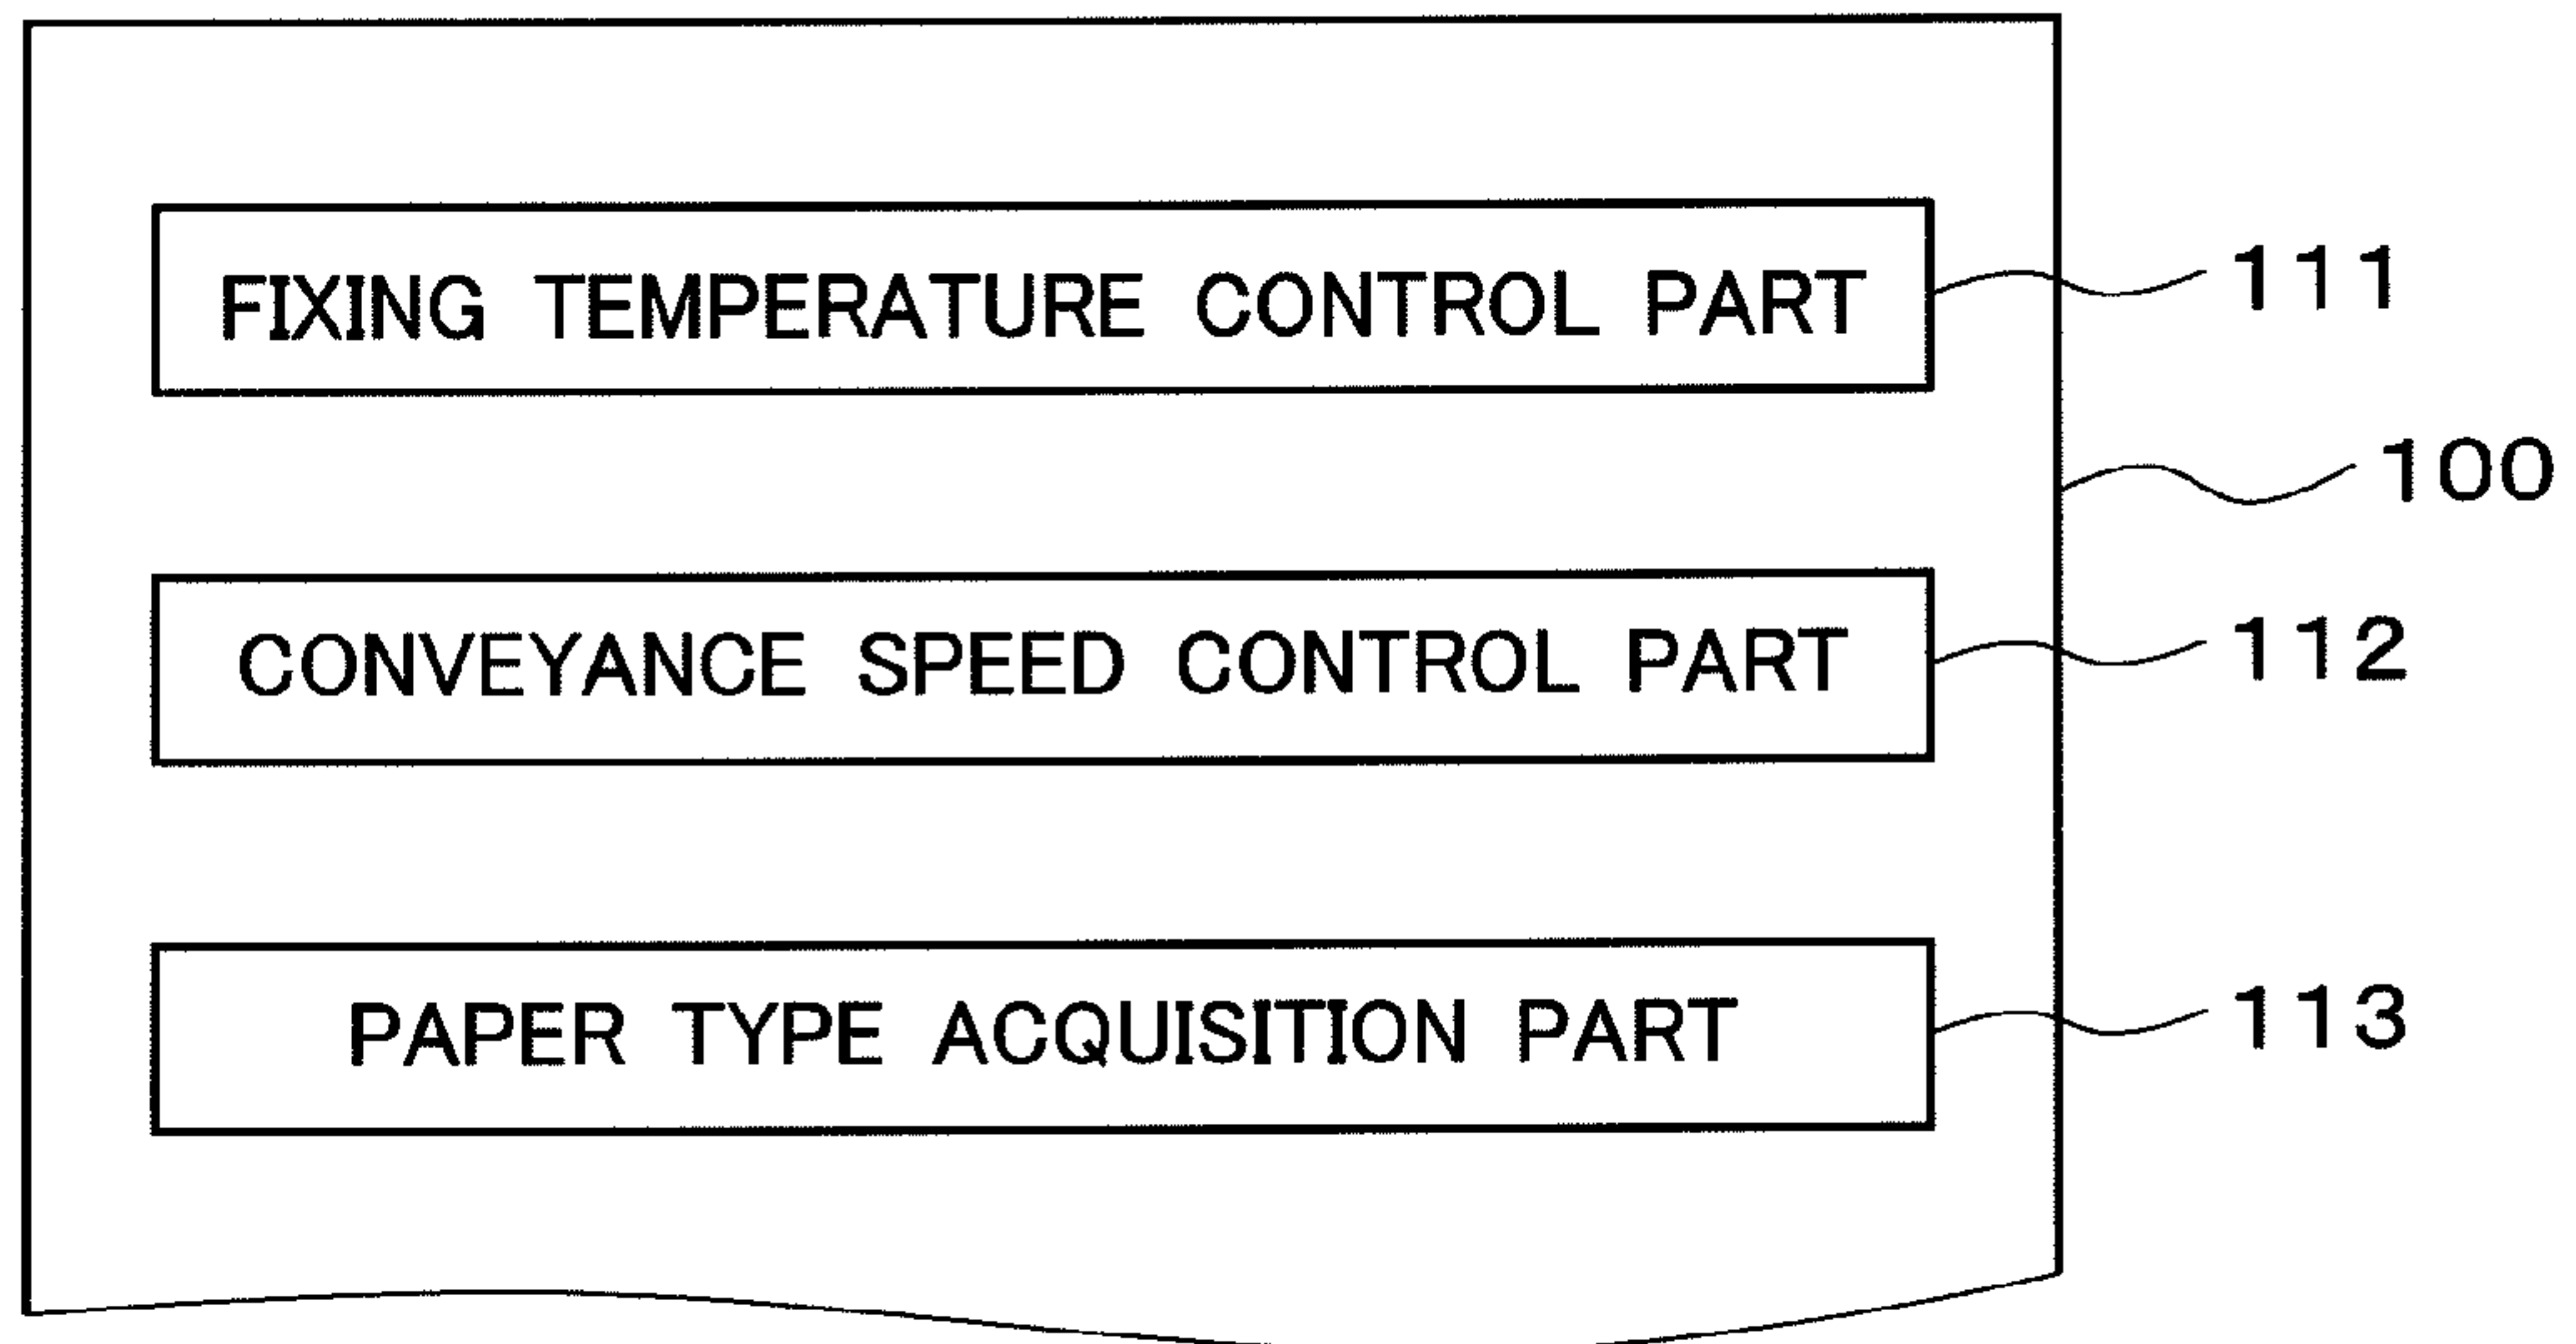 FIXING TEMPERATURE CONTROL PART
111
100
CONVEYANCE SPEED CONTROL PART
112
PAPER TYPE ACQUISITION PART
113